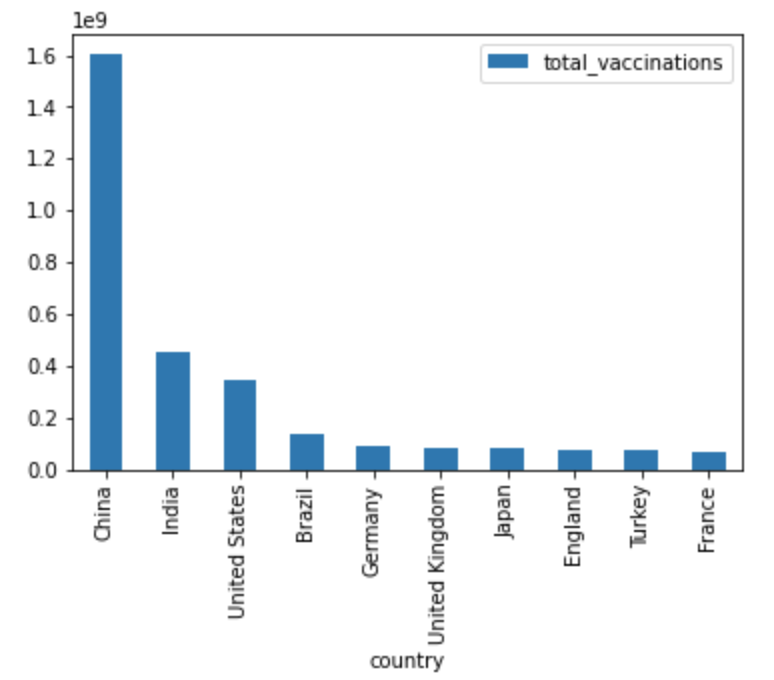 1e9
total_vaccinations
1.6
1.4
1.2
1.0
0.8
0.6
0.4
0.2
0.0
China
India
United States
Brazil
Germany
United Kingdom
Japan
England
Turkey
France
country